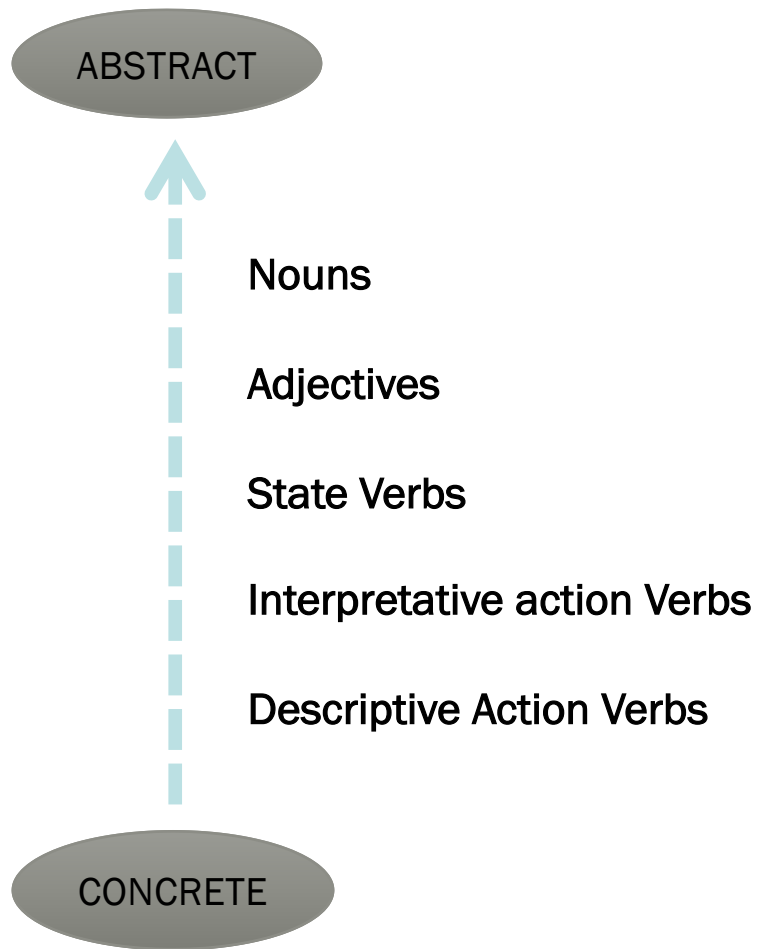 ABSTRACT
Nouns
Adjectives
State Verbs
Interpretative action Verbs
Descriptive Action Verbs
CONCRETE